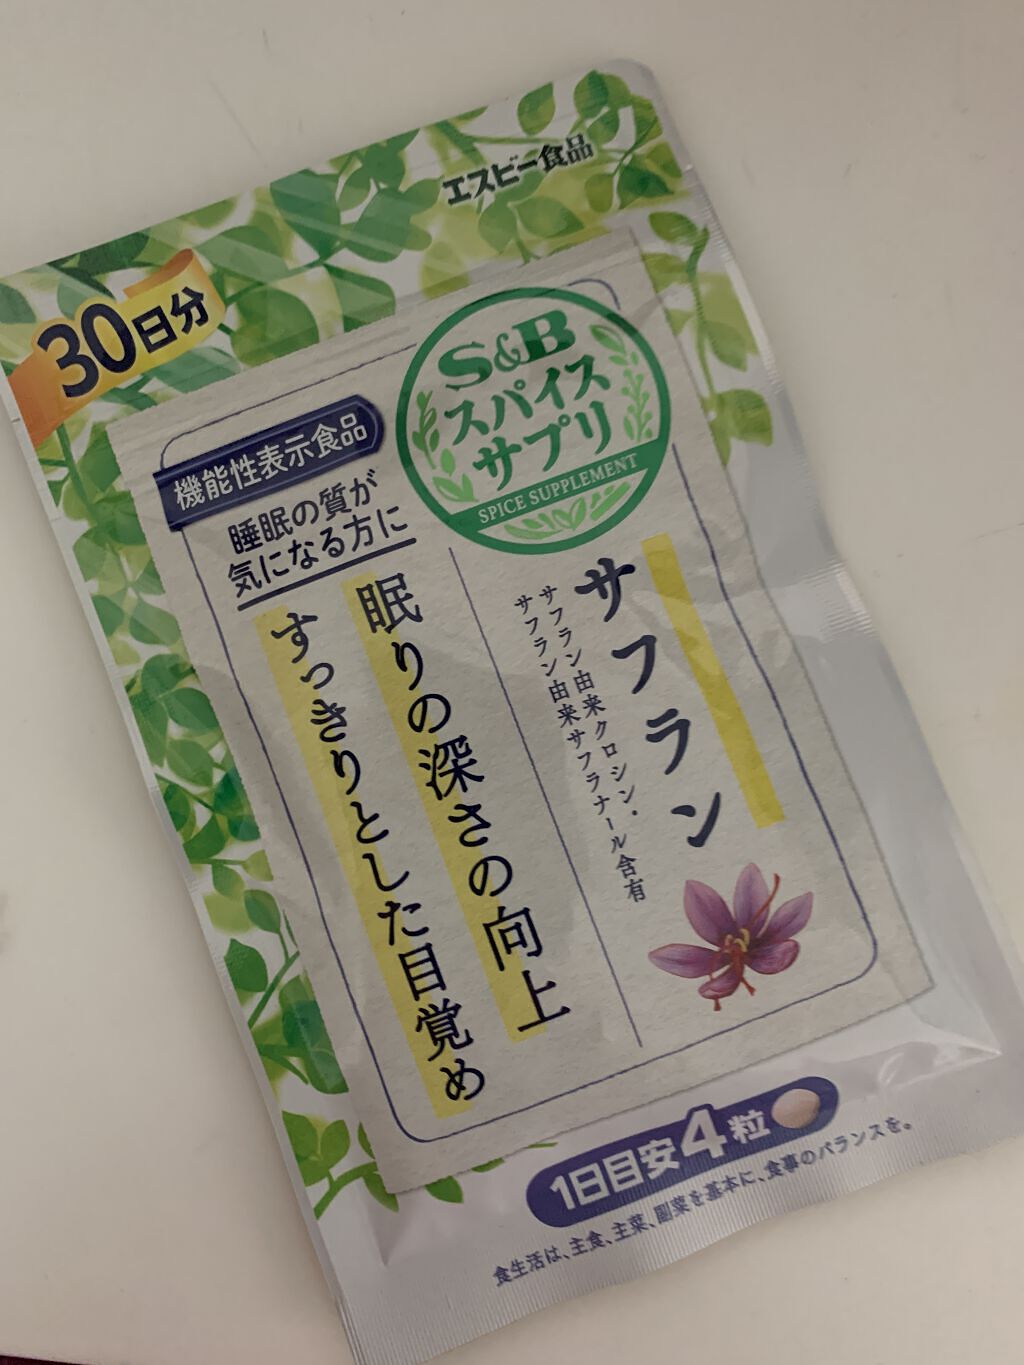 エスビー食品
30日分
S&B
スパイス
サプリ
SPICE SUPPLEMENT
機能性表示食品
睡眠の質が
気になる方に
サフラン
サフラン由来クロシン・
サフラン由来サフラナール含有
眠りの深さの向上
すっきりとした目覚め
1日目安4粒
食生活は、主食、主菜、副菜を基本に、食事のバランスを。